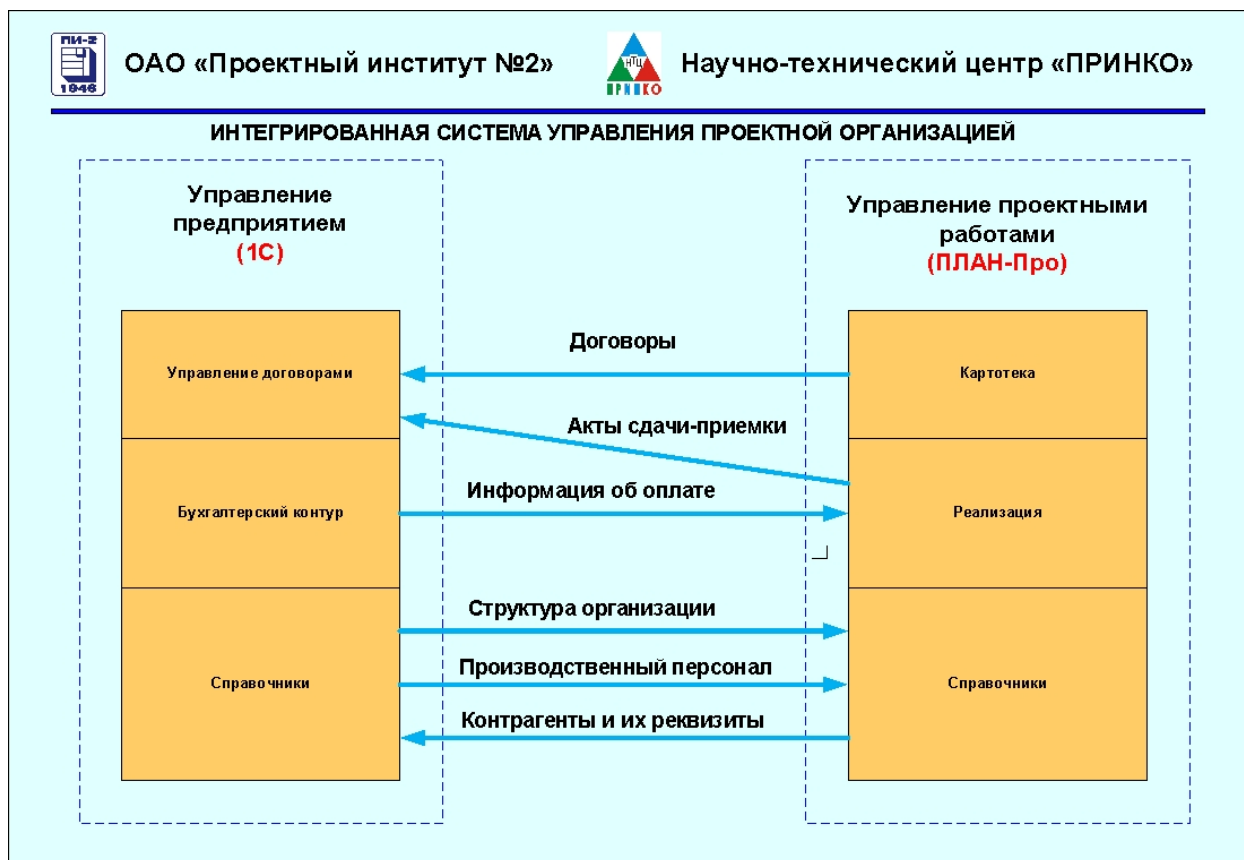 ПИ-2
1946
ОАО «Проектный институт №2»
НТЦ
ПРИНКО
Научно-технический центр «ПРИНКО»
ИНТЕГРИРОВАННАЯ СИСТЕМА УПРАВЛЕНИЯ ПРОЕКТНОЙ ОРГАНИЗАЦИЕЙ
Управление
предприятием
(1С)
Управление проектными
работами
(ПЛАН-Про)
Договоры
Управление договорами
Картотека
Акты сдачи-приемки
Информация об оплате
Бухгалтерский контур
Реализация
Структура организации
Производственный персонал
Справочники
Справочники
Контрагенты и их реквизиты